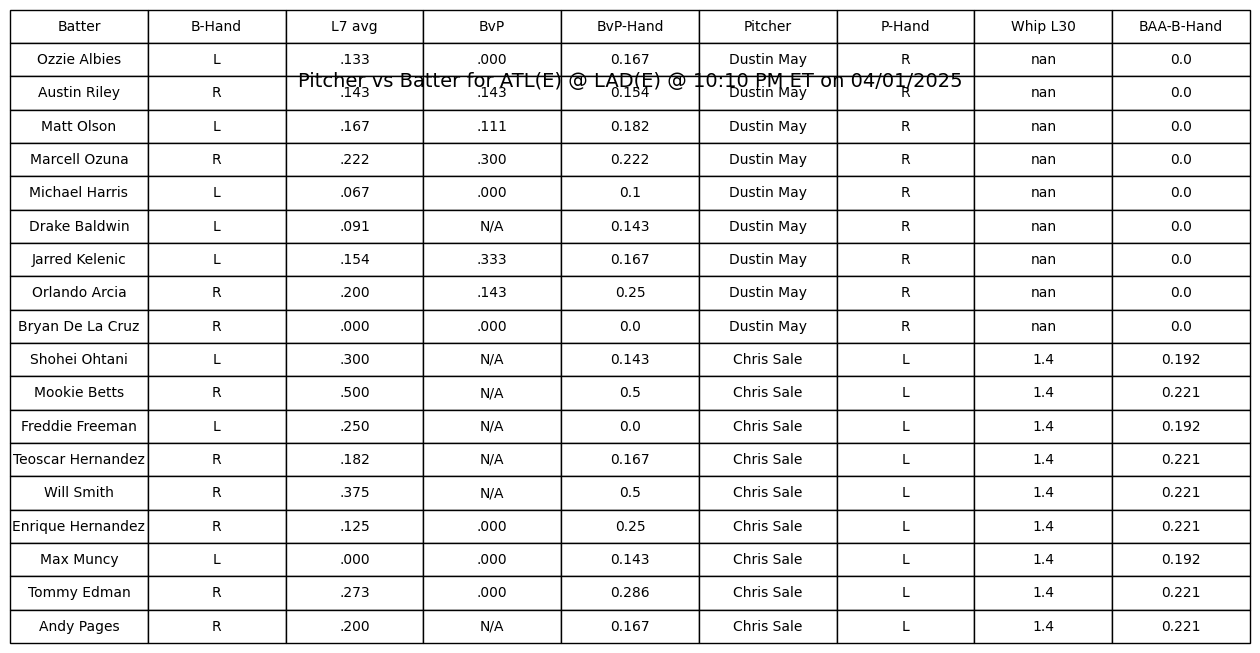 Batter B-Hand L7 avg BvP BvP-Hand Pitcher P-Hand Whip L30 BAA-B-Hand
Ozzie Albies L .133 .000 0.167 Dustin May R nan 0.0
Pitcher vs Batter for ATL(E) @ LAD(E) @ 10:10 PM ET on 04/01/2025
Austin Riley R .143 .143 0.154 Dustin May R nan 0.0
Matt Olson L .167 .111 0.182 Dustin May R nan 0.0
Marcell Ozuna R .222 .300 0.222 Dustin May R nan 0.0
Michael Harris L .067 .000 0.1 Dustin May R nan 0.0
Drake Baldwin L .091 N/A 0.143 Dustin May R nan 0.0
Jarred Kelenic L .154 .333 0.167 Dustin May R nan 0.0
Orlando Arcia R .200 .143 0.25 Dustin May R nan 0.0
Bryan De La Cruz R .000 .000 0.0 Dustin May R nan 0.0
Shohei Ohtani L .300 N/A 0.143 Chris Sale L 1.4 0.192
Mookie Betts R .500 N/A 0.5 Chris Sale L 1.4 0.221
Freddie Freeman L .250 N/A 0.0 Chris Sale L 1.4 0.192
Teoscar Hernandez R .182 N/A 0.167 Chris Sale L 1.4 0.221
Will Smith R .375 N/A 0.5 Chris Sale L 1.4 0.221
Enrique Hernandez R .125 .000 0.25 Chris Sale L 1.4 0.221
Max Muncy L .000 .000 0.143 Chris Sale L 1.4 0.192
Tommy Edman R .273 .000 0.286 Chris Sale L 1.4 0.221
Andy Pages R .200 N/A 0.167 Chris Sale L 1.4 0.221